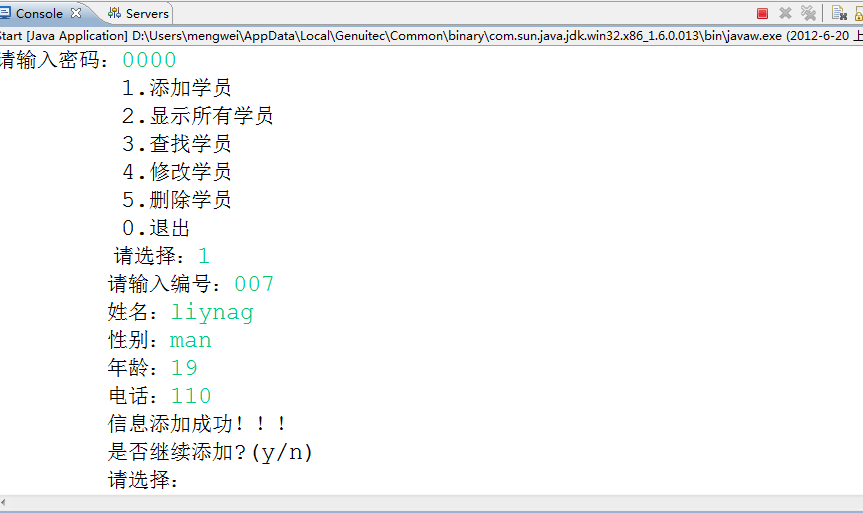 Console Servers
Start [Java Application] D:\Users\mengwei\AppData\Local\Genuitec\Common\binary\com.sun.java.jdk.win32.x86_1.6.0.013\bin\javaw.exe (2012-6-20 上
请输入密码：0000
1.添加学员
2.显示所有学员
3.查找学员
4.修改学员
5.删除学员
0.退出
请选择：1
请输入编号：007
姓名：liynag
性别：man
年龄：19
电话：110
信息添加成功！！！
是否继续添加?(y/n)
请选择：